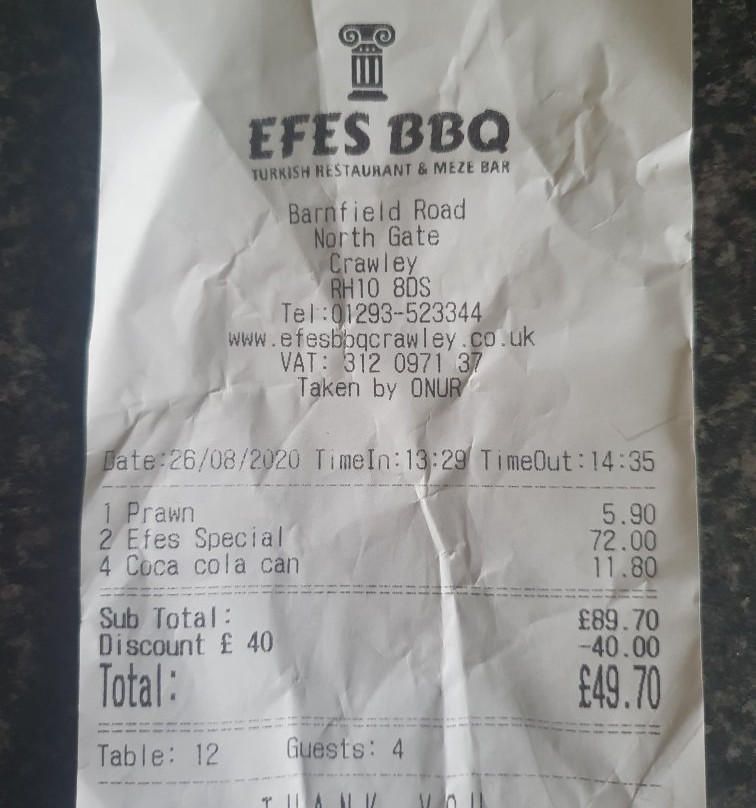 EFES BBQ
TURKISH RESTAURANT & MEZE BAR
Barnfield Road
North Gate
Crawley
RH10 8DS
Tel:01293-523344
www.efesbbqcrawley.co.uk
VAT: 312 0971 37
Taken by ONUR
Date:26/08/2020 TimeIn:13:29 TimeOut:14:35
1 Prawn 5.90
2 Efes Special 72.00
4 Coca cola can 11.80
Sub Total: £89.70
Discount £ 40 -40.00
Total: £49.70
Table: 12 Guests: 4
THANK YOU